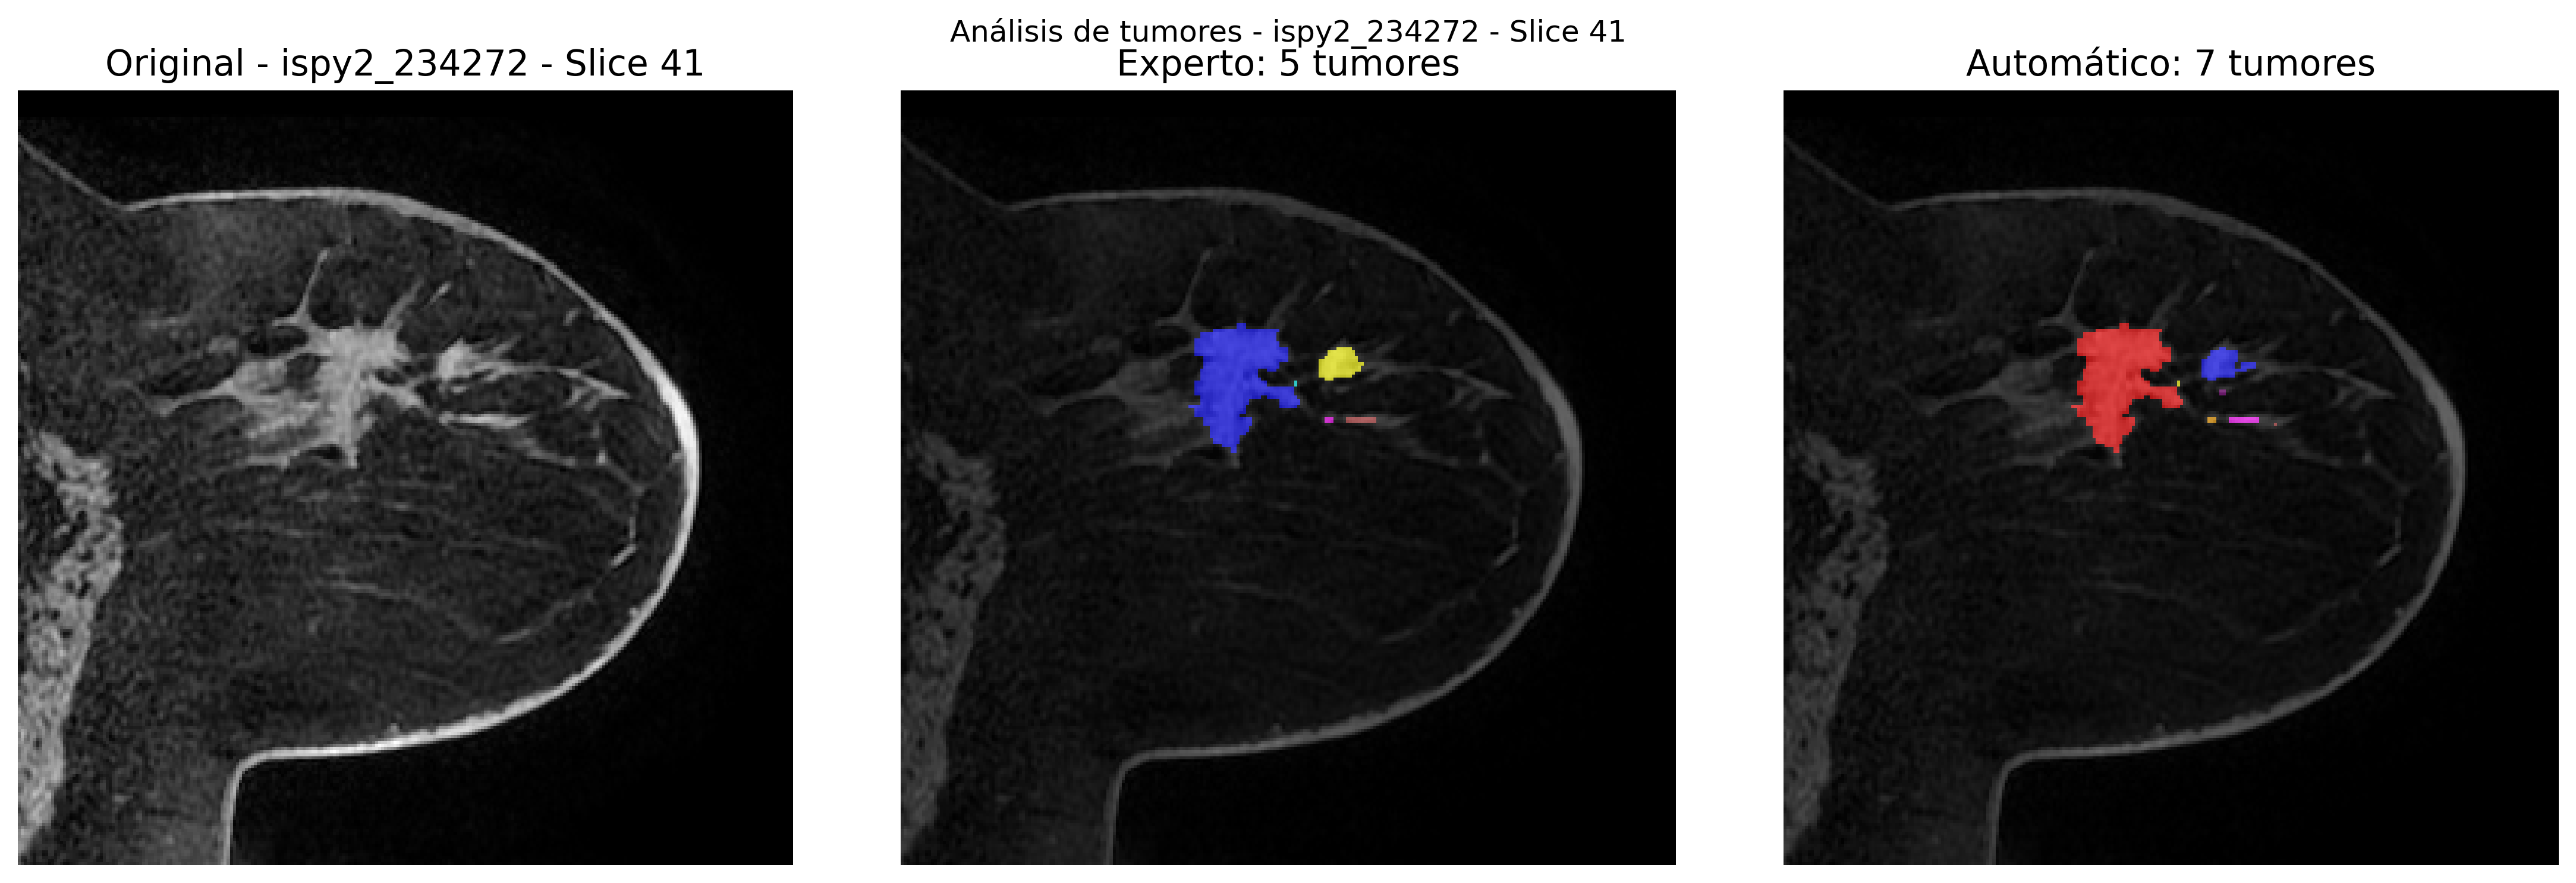 Análisis de tumores - ispy2_234272 - Slice 41
Original - ispy2_234272 - Slice 41
Experto: 5 tumores
Automático: 7 tumores